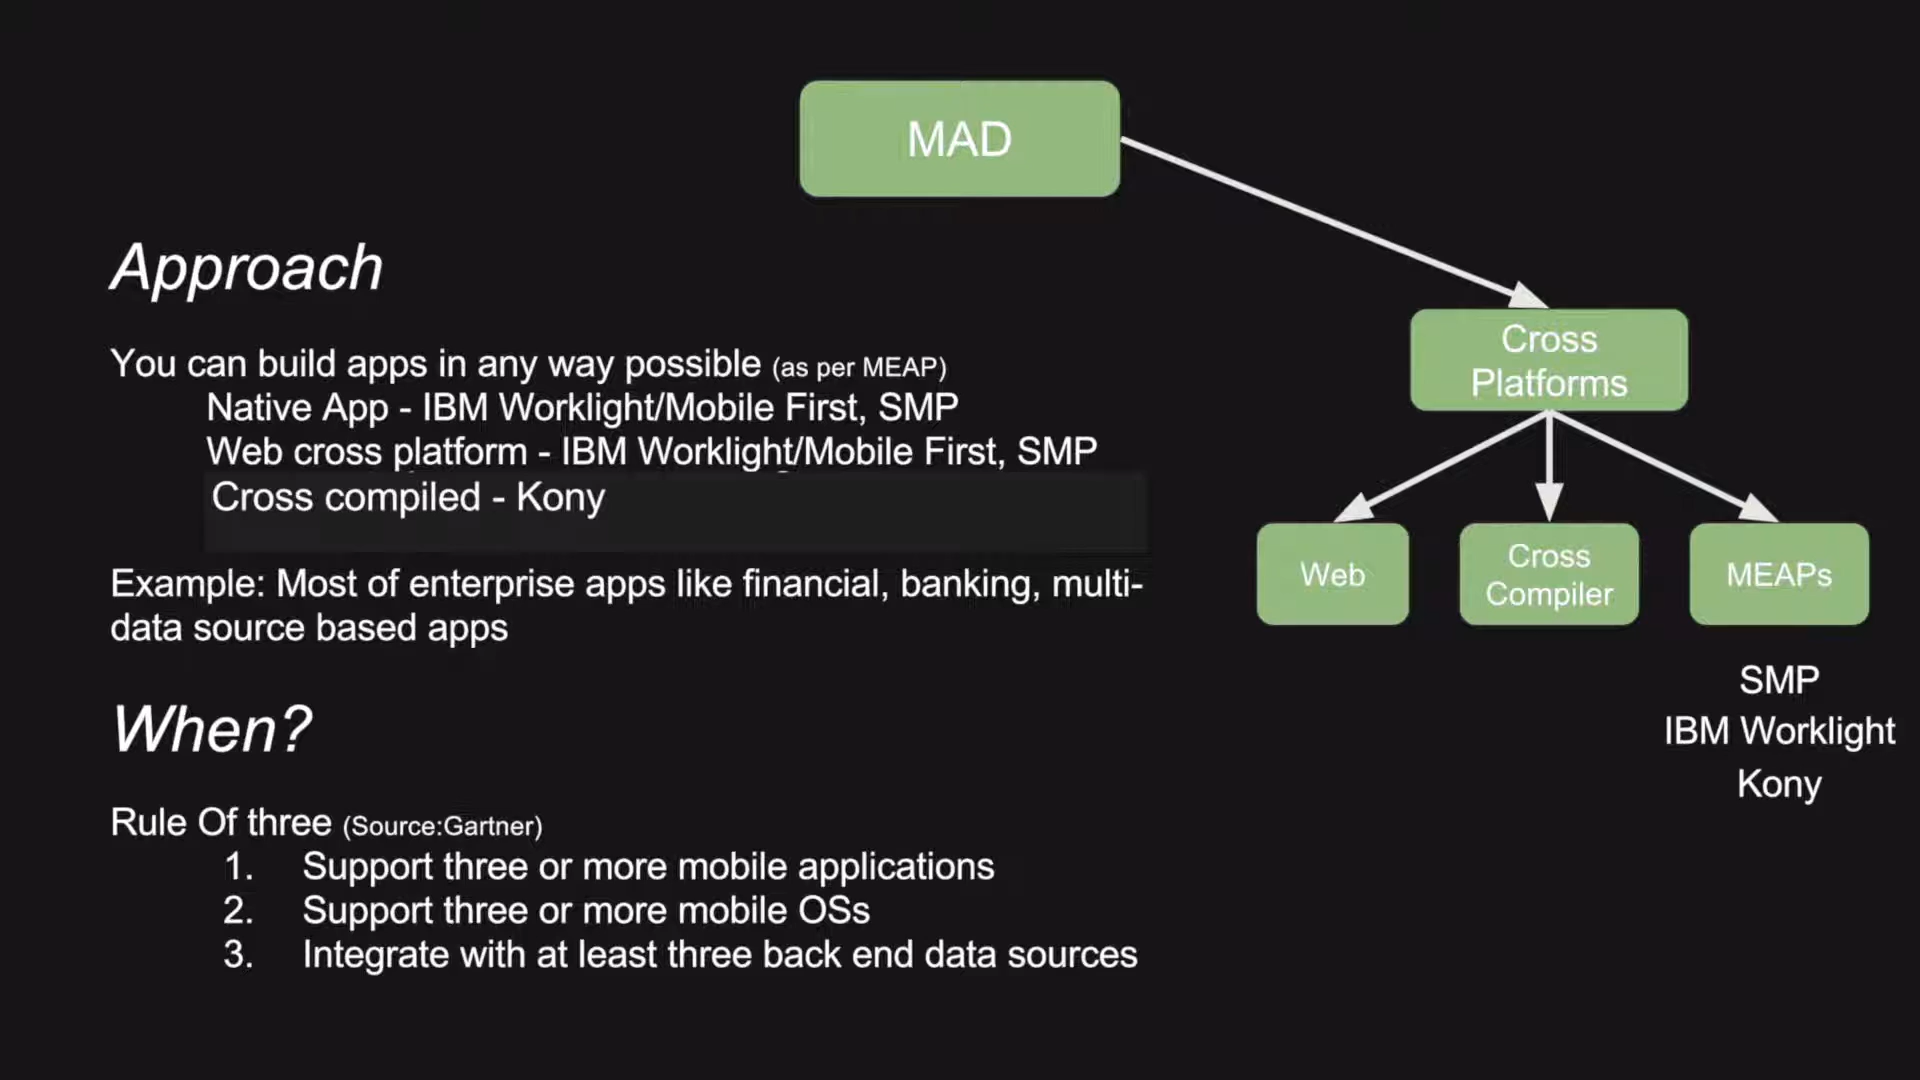 MAD
Approach
You can build apps in any way possible (as per MEAP)
Native App - IBM Worklight/Mobile First, SMP
Web cross platform - IBM Worklight/Mobile First, SMP
Cross compiled - Kony
Example: Most of enterprise apps like financial, banking, multi-
data source based apps
When?
Rule Of three (Source:Gartner)
1. Support three or more mobile applications
2. Support three or more mobile OSs
3. Integrate with at least three back end data sources
Cross
Platforms
Web
Cross
Compiler
MEAPs
SMP
IBM Worklight
Kony